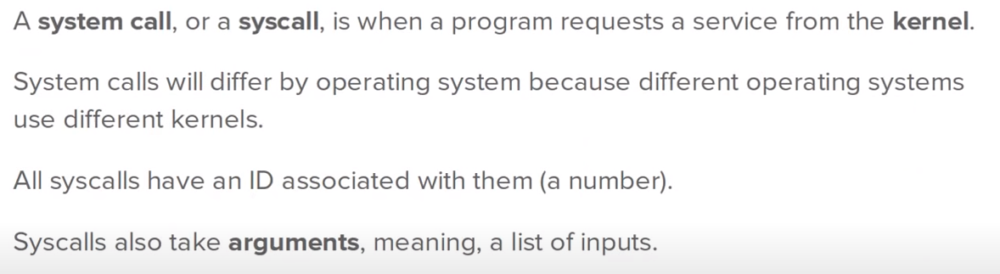 A system call, or a syscall, is when a program requests a service from the kernel.
System calls will differ by operating system because different operating systems
use different kernels.
All syscalls have an ID associated with them (a number).
Syscalls also take arguments, meaning, a list of inputs.